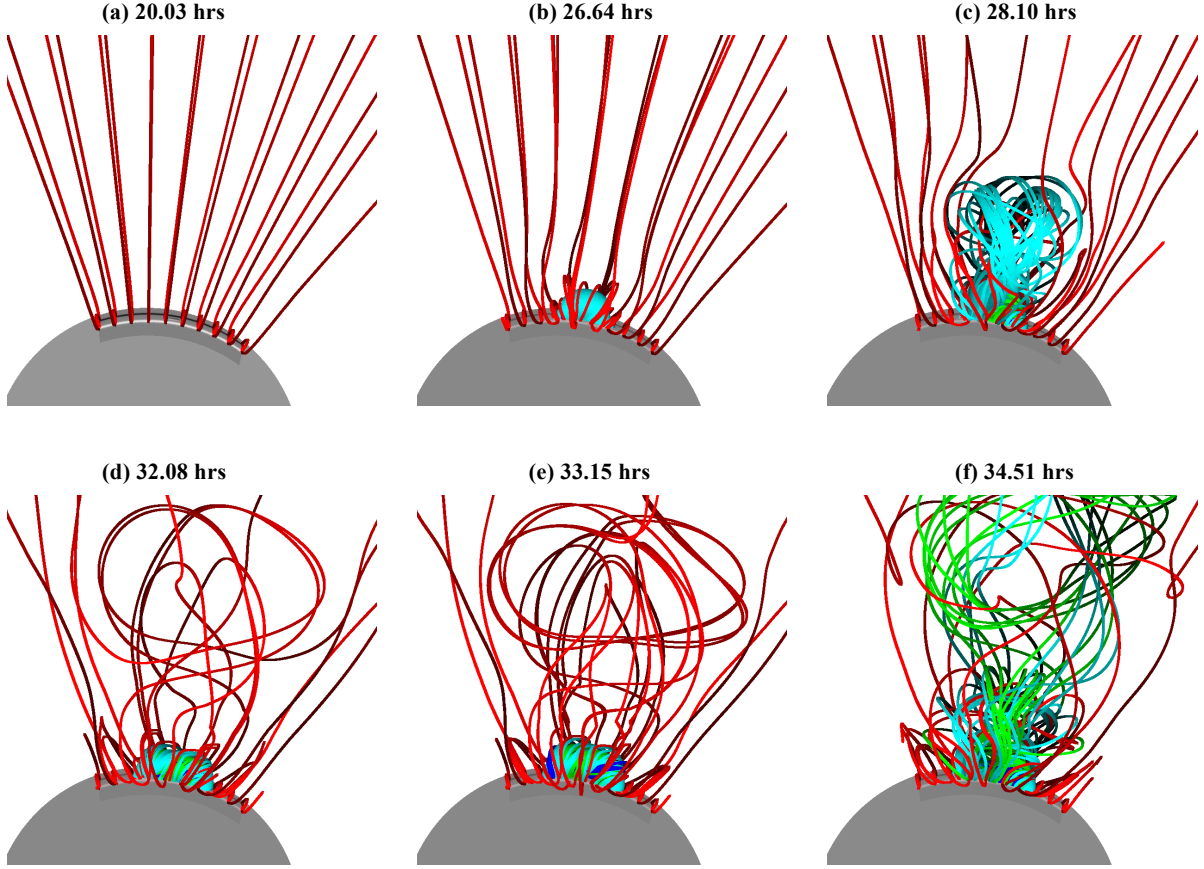 (a) 20.03 hrs
(b) 26.64 hrs
(c) 28.10 hrs
(d) 32.08 hrs
(e) 33.15 hrs
(f) 34.51 hrs